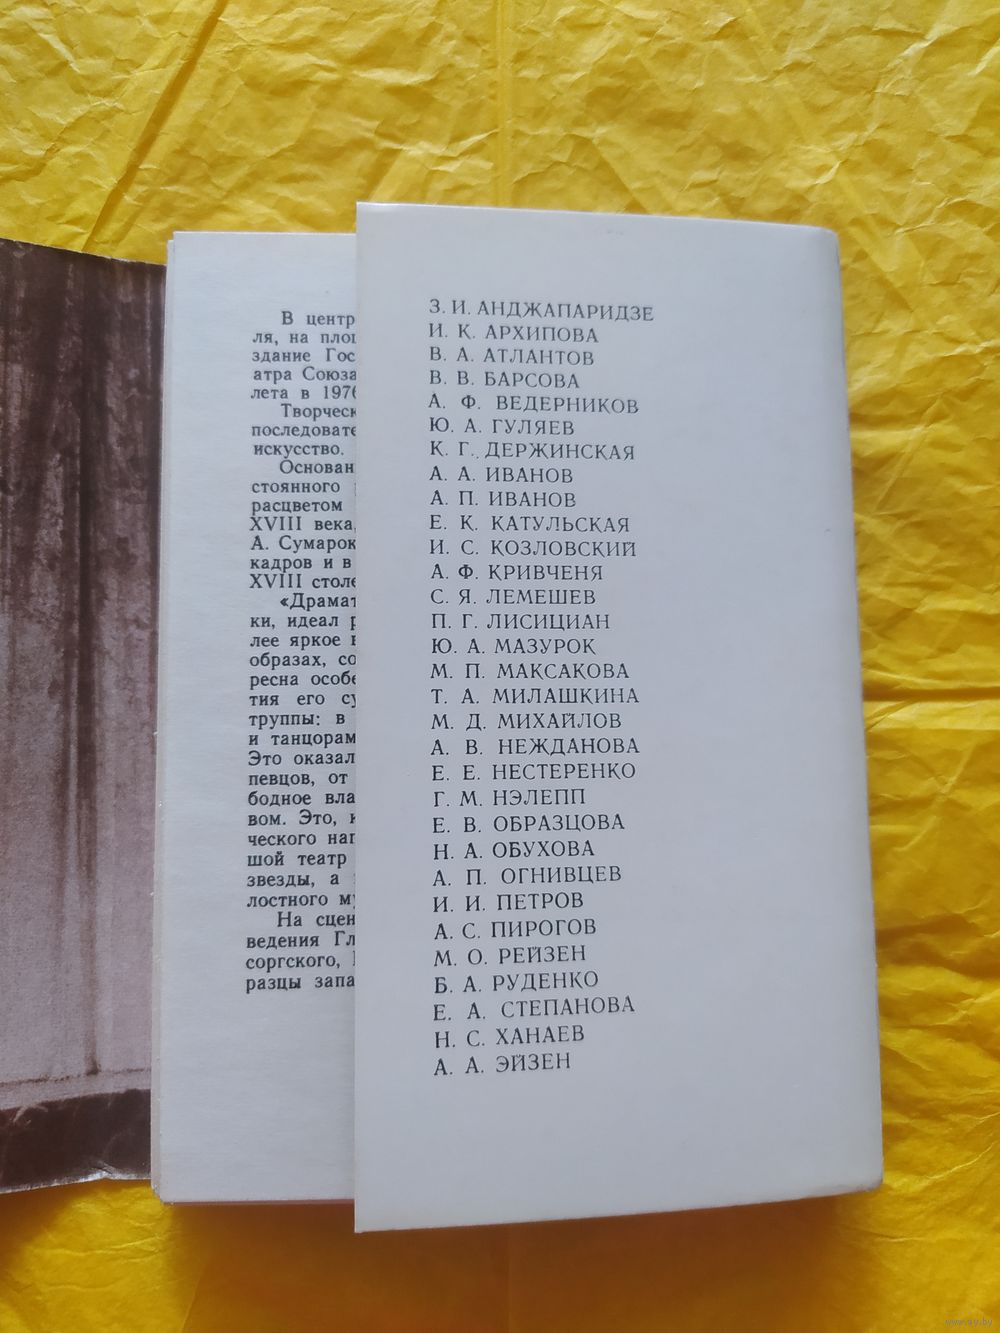 В центр
ля, на площ
здание Гос
атра Союза
лета в 1976
Творческ
последовате
искусство.
Основан
стоянного
расцветом
XVIII века,
А. Сумарок
кадров и в
XVIII столе
«Драмат
ки, идеал р
лее яркое в
образах, со
ресна особе
тия его су
труппы: в
и танцорам
Это оказал
певцов, от
бодное вла
вом. Это, к
ческого нап
шой театр
звезды, а
лостного му
На сцен
ведения Гл
соргского,
разцы запа
З. И. АНДЖАПАРИДЗЕ
И. К. АРХИПОВА
В. А. АТЛАНТОВ
В. В. БАРСОВА
А. Ф. ВЕДЕРНИКОВ
Ю. А. ГУЛЯЕВ
К. Г. ДЕРЖИНСКАЯ
А. А. ИВАНОВ
А. П. ИВАНОВ
Е. К. КАТУЛЬСКАЯ
И. С. КОЗЛОВСКИЙ
А. Ф. КРИВЧЕНЯ
С. Я. ЛЕМЕШЕВ
П. Г. ЛИСИЦИАН
Ю. А. МАЗУРОК
М. П. МАКСАКОВА
Т. А. МИЛАШКИНА
М. Д. МИХАЙЛОВ
А. В. НЕЖДАНОВА
Е. Е. НЕСТЕРЕНКО
Г. М. НЭЛЕПП
Е. В. ОБРАЗЦОВА
Н. А. ОБУХОВА
А. П. ОГНИВЦЕВ
И. И. ПЕТРОВ
А. С. ПИРОГОВ
М. О. РЕЙЗЕН
Б. А. РУДЕНКО
Е. А. СТЕПАНОВА
Н. С. ХАНАЕВ
А. А. ЭЙЗЕН
www.ay.by